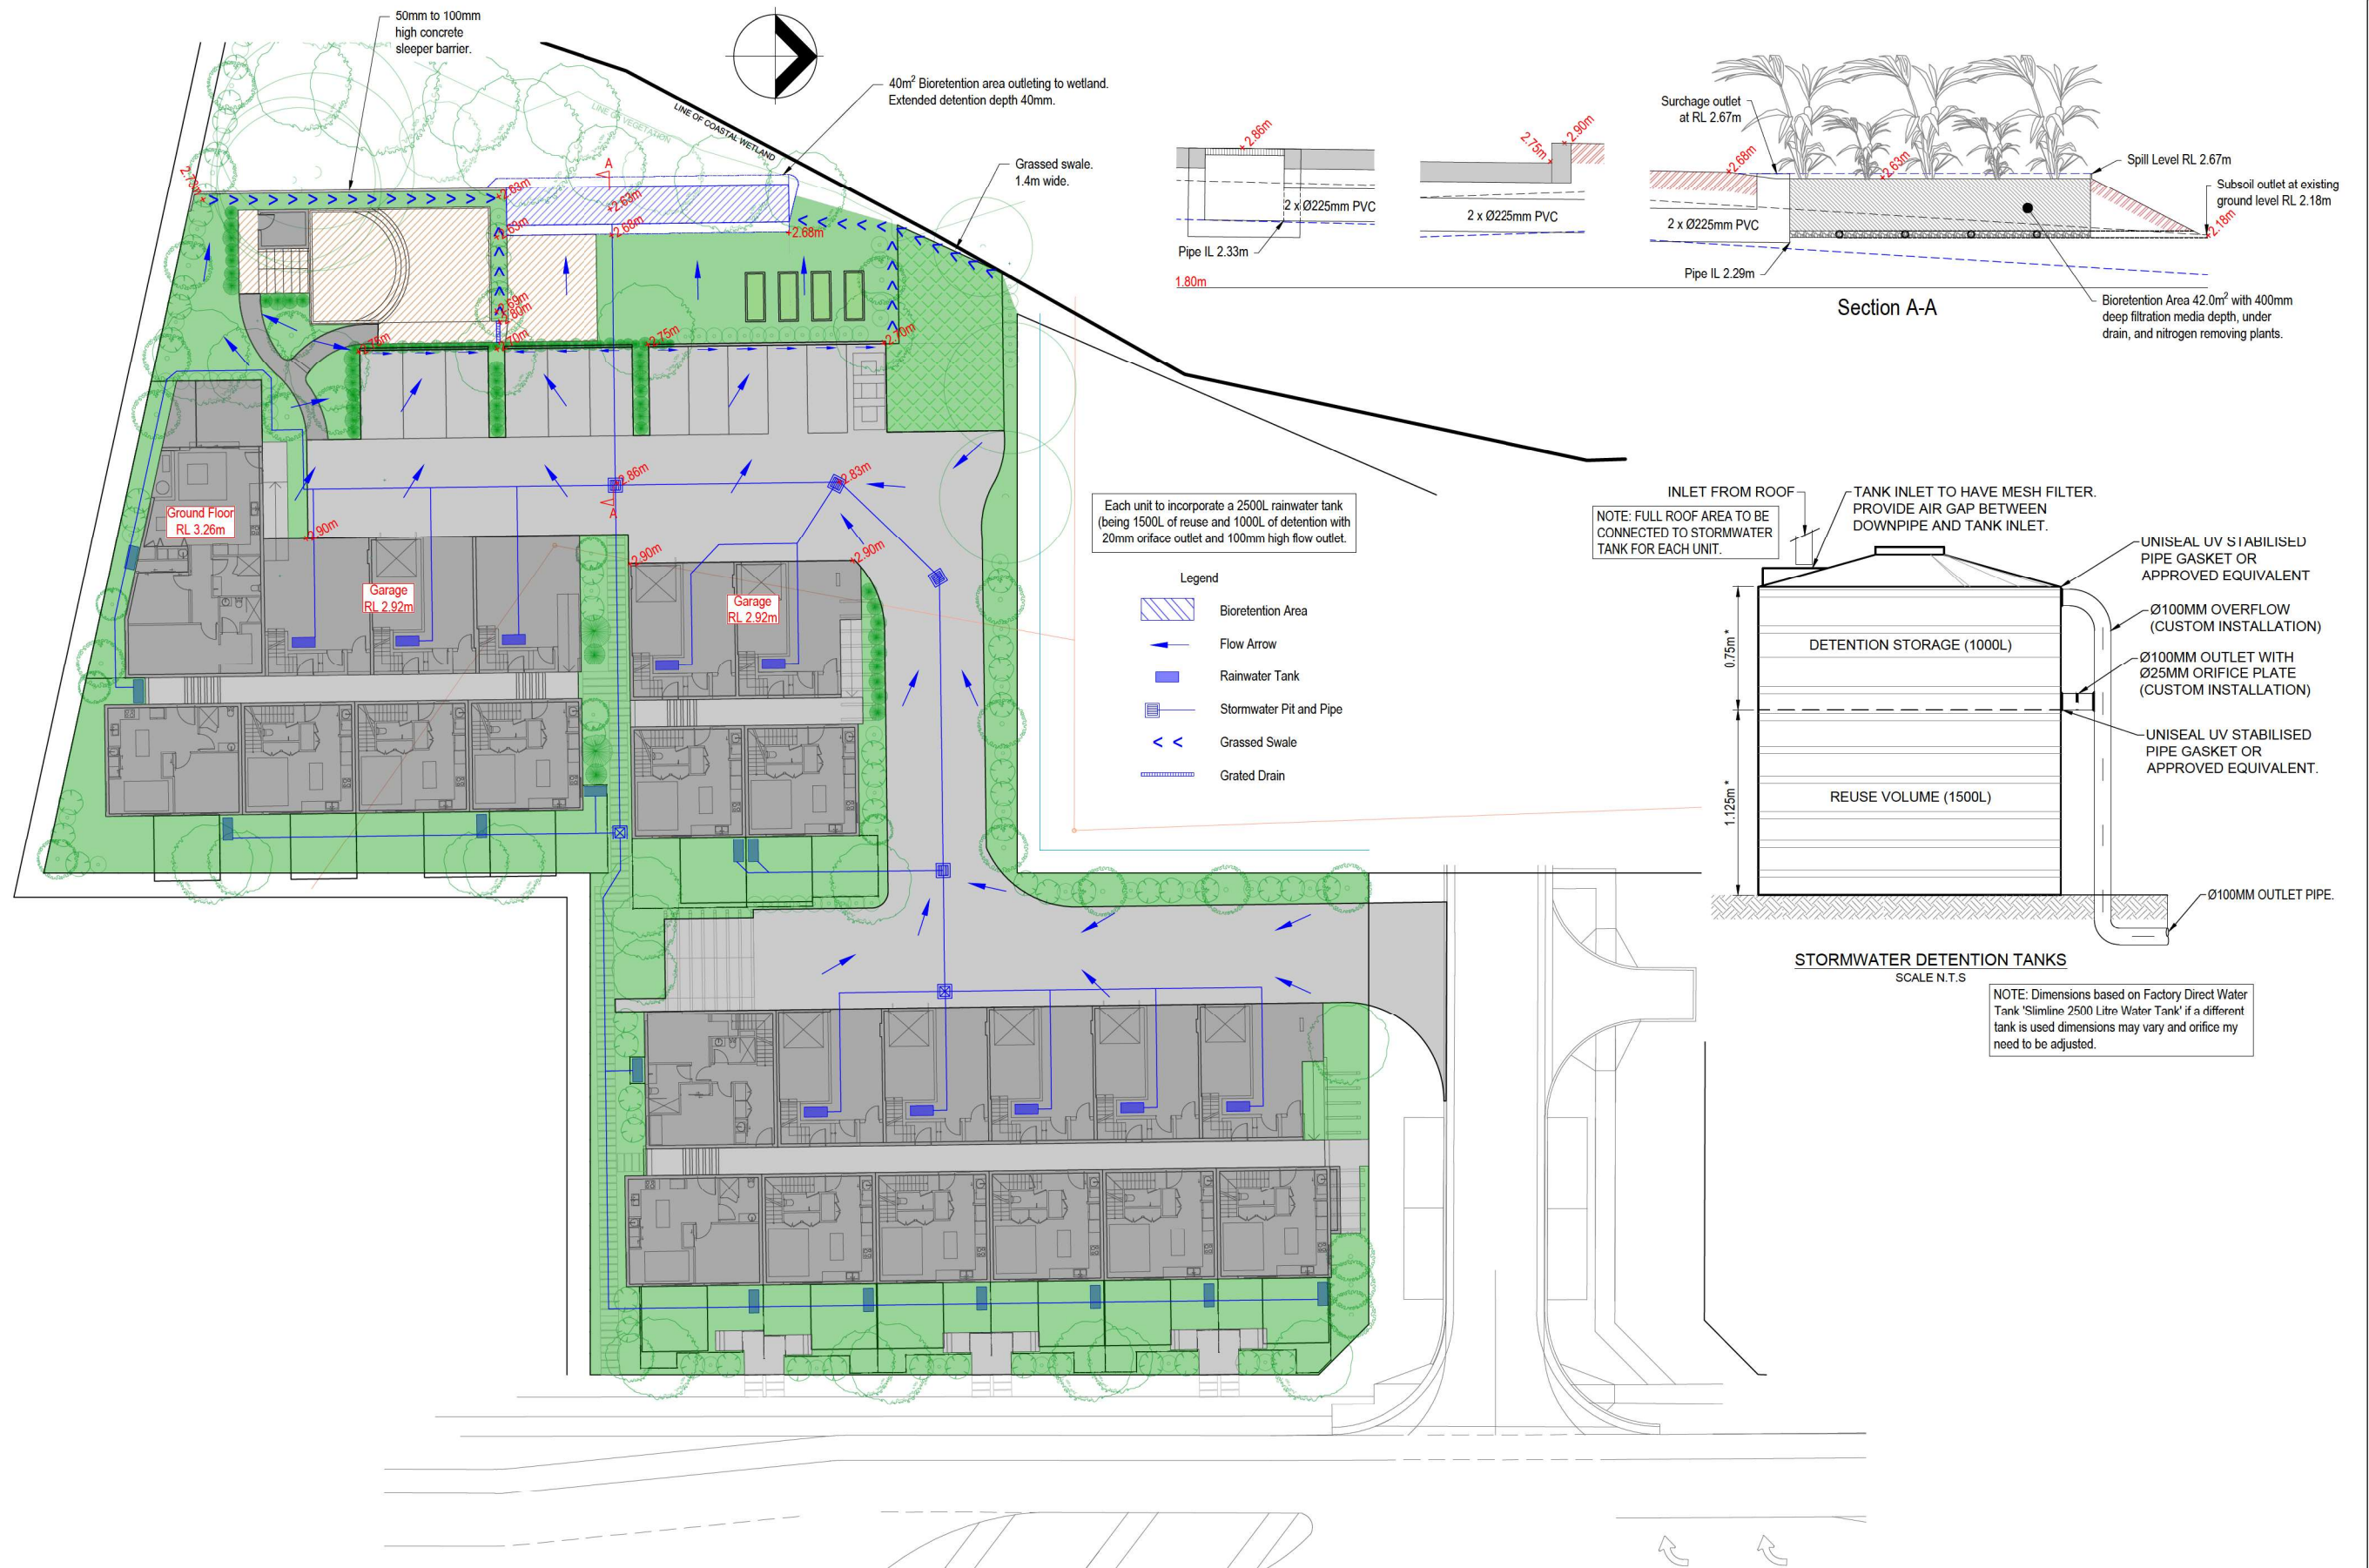 50mm to 100mm
high concrete
sleeper barrier.
40m² Bioretention area outleting to wetland.
Extended detention depth 40mm.
LINE OF VEGETATION
LINE OF COASTAL WETLAND
Grassed swale.
1.4m wide.
A
2.73m
+2.63m
+2.63m
+2.63m
+2.68m
+2.68m
+2.69m
+2.80m
+2.70m
+2.75m
+2.75m
+2.70m
+2.86m
A
+2.83m
+2.90m
+2.90m
+2.90m
Ground Floor
RL 3.26m
Garage
RL 2.92m
Garage
RL 2.92m
+2.86m
2 x Ø225mm PVC
Pipe IL 2.33m
1.80m
2.75m
+2.90m
2 x Ø225mm PVC
Surchage outlet
at RL 2.67m
+2.68m
+2.63m
Spill Level RL 2.67m
Subsoil outlet at existing
ground level RL 2.18m
+2.18m
2 x Ø225mm PVC
Pipe IL 2.29m
Section A-A
Bioretention Area 42.0m² with 400mm
deep filtration media depth, under
drain, and nitrogen removing plants.
Each unit to incorporate a 2500L rainwater tank
(being 1500L of reuse and 1000L of detention with
20mm oriface outlet and 100mm high flow outlet.
Legend
Bioretention Area
Flow Arrow
Rainwater Tank
Stormwater Pit and Pipe
Grassed Swale
Grated Drain
INLET FROM ROOF
NOTE: FULL ROOF AREA TO BE
CONNECTED TO STORMWATER
TANK FOR EACH UNIT.
TANK INLET TO HAVE MESH FILTER.
PROVIDE AIR GAP BETWEEN
DOWNPIPE AND TANK INLET.
UNISEAL UV STABILISED
PIPE GASKET OR
APPROVED EQUIVALENT
Ø100MM OVERFLOW
(CUSTOM INSTALLATION)
0.75m *
DETENTION STORAGE (1000L)
Ø100MM OUTLET WITH
Ø25MM ORIFICE PLATE
(CUSTOM INSTALLATION)
UNISEAL UV STABILISED
PIPE GASKET OR
APPROVED EQUIVALENT.
1.125m *
REUSE VOLUME (1500L)
Ø100MM OUTLET PIPE.
STORMWATER DETENTION TANKS
SCALE N.T.S
NOTE: Dimensions based on Factory Direct Water
Tank 'Slimline 2500 Litre Water Tank' if a different
tank is used dimensions may vary and orifice my
need to be adjusted.